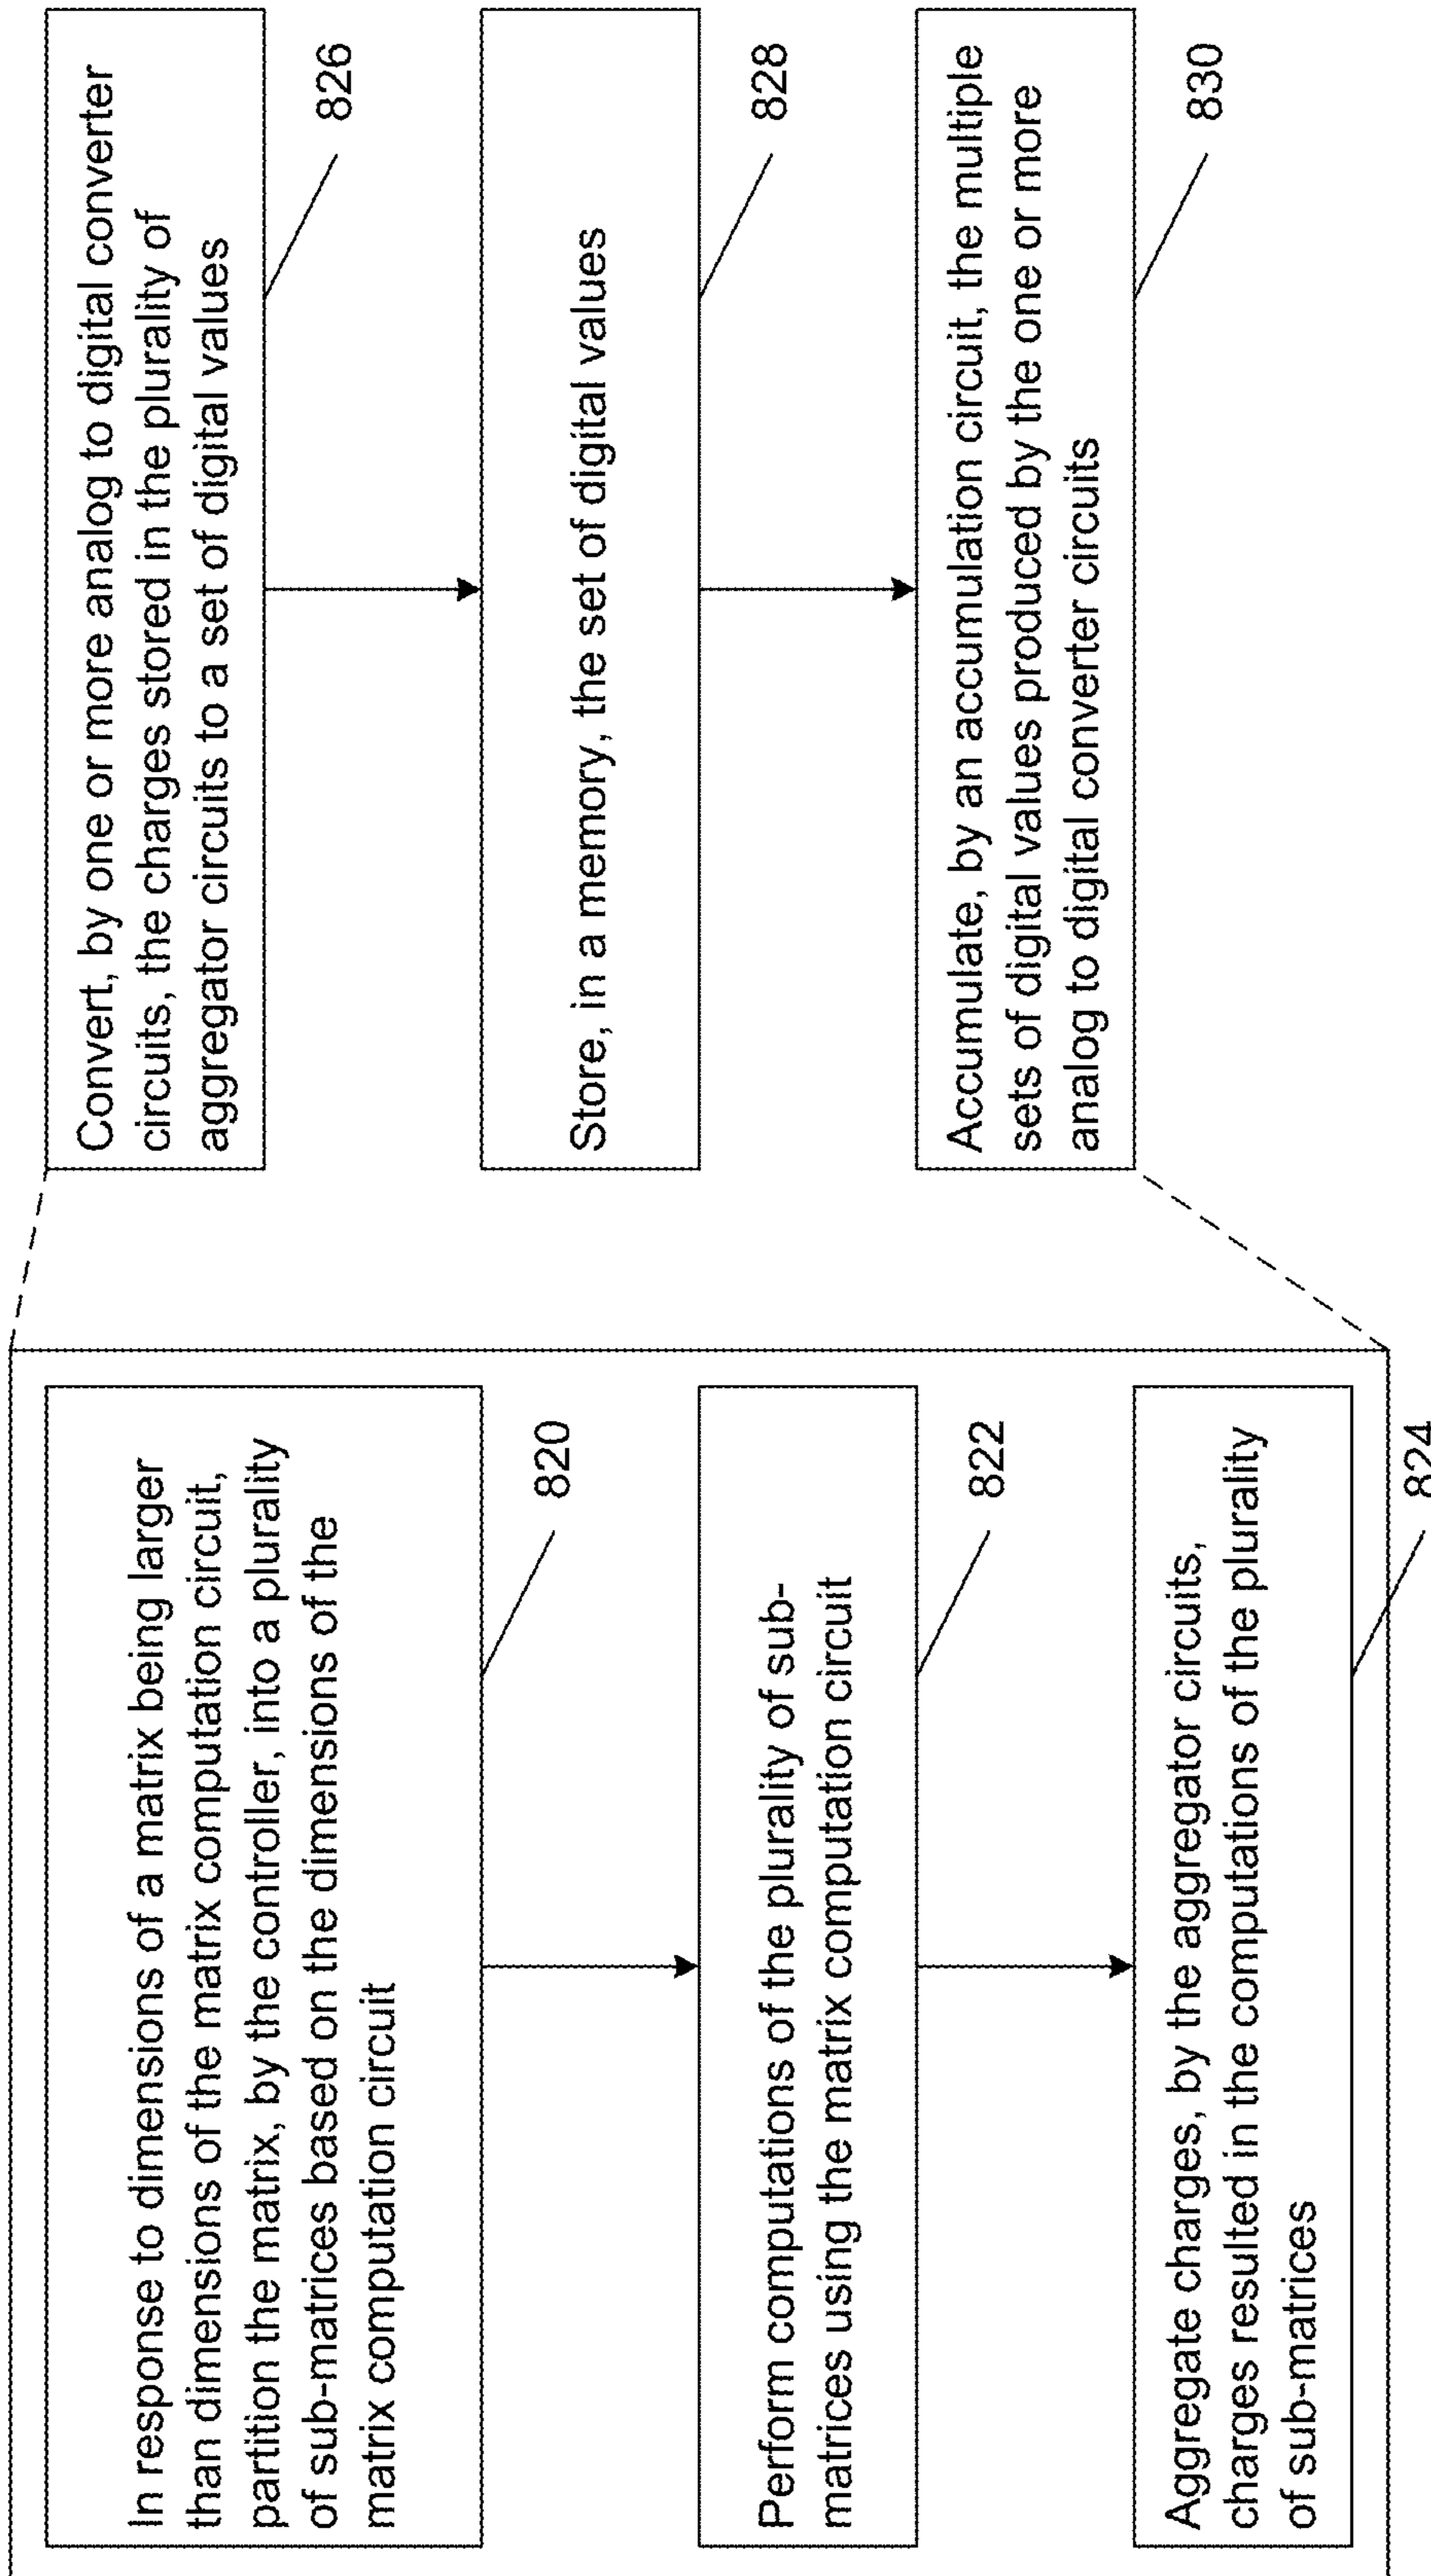 In response to dimensions of a matrix being larger
than dimensions of the matrix computation circuit,
partition the matrix, by the controller, into a plurality
of sub-matrices based on the dimensions of the
matrix computation circuit
820
Perform computations of the plurality of sub-
matrices using the matrix computation circuit
822
Aggregate charges, by the aggregator circuits,
charges resulted in the computations of the plurality
of sub-matrices
824
Convert, by one or more analog to digital converter
circuits, the charges stored in the plurality of
aggregator circuits to a set of digital values
826
Store, in a memory, the set of digital values
828
Accumulate, by an accumulation circuit, the multiple
sets of digital values produced by the one or more
analog to digital converter circuits
830